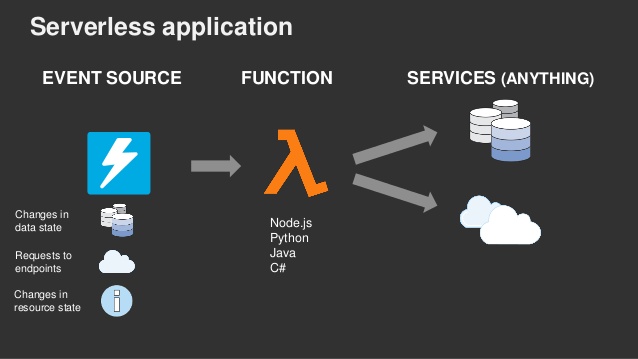 Serverless application
EVENT SOURCE
FUNCTION
SERVICES (ANYTHING)
Changes in
data state
Requests to
endpoints
Changes in
resource state
Node.js
Python
Java
C#